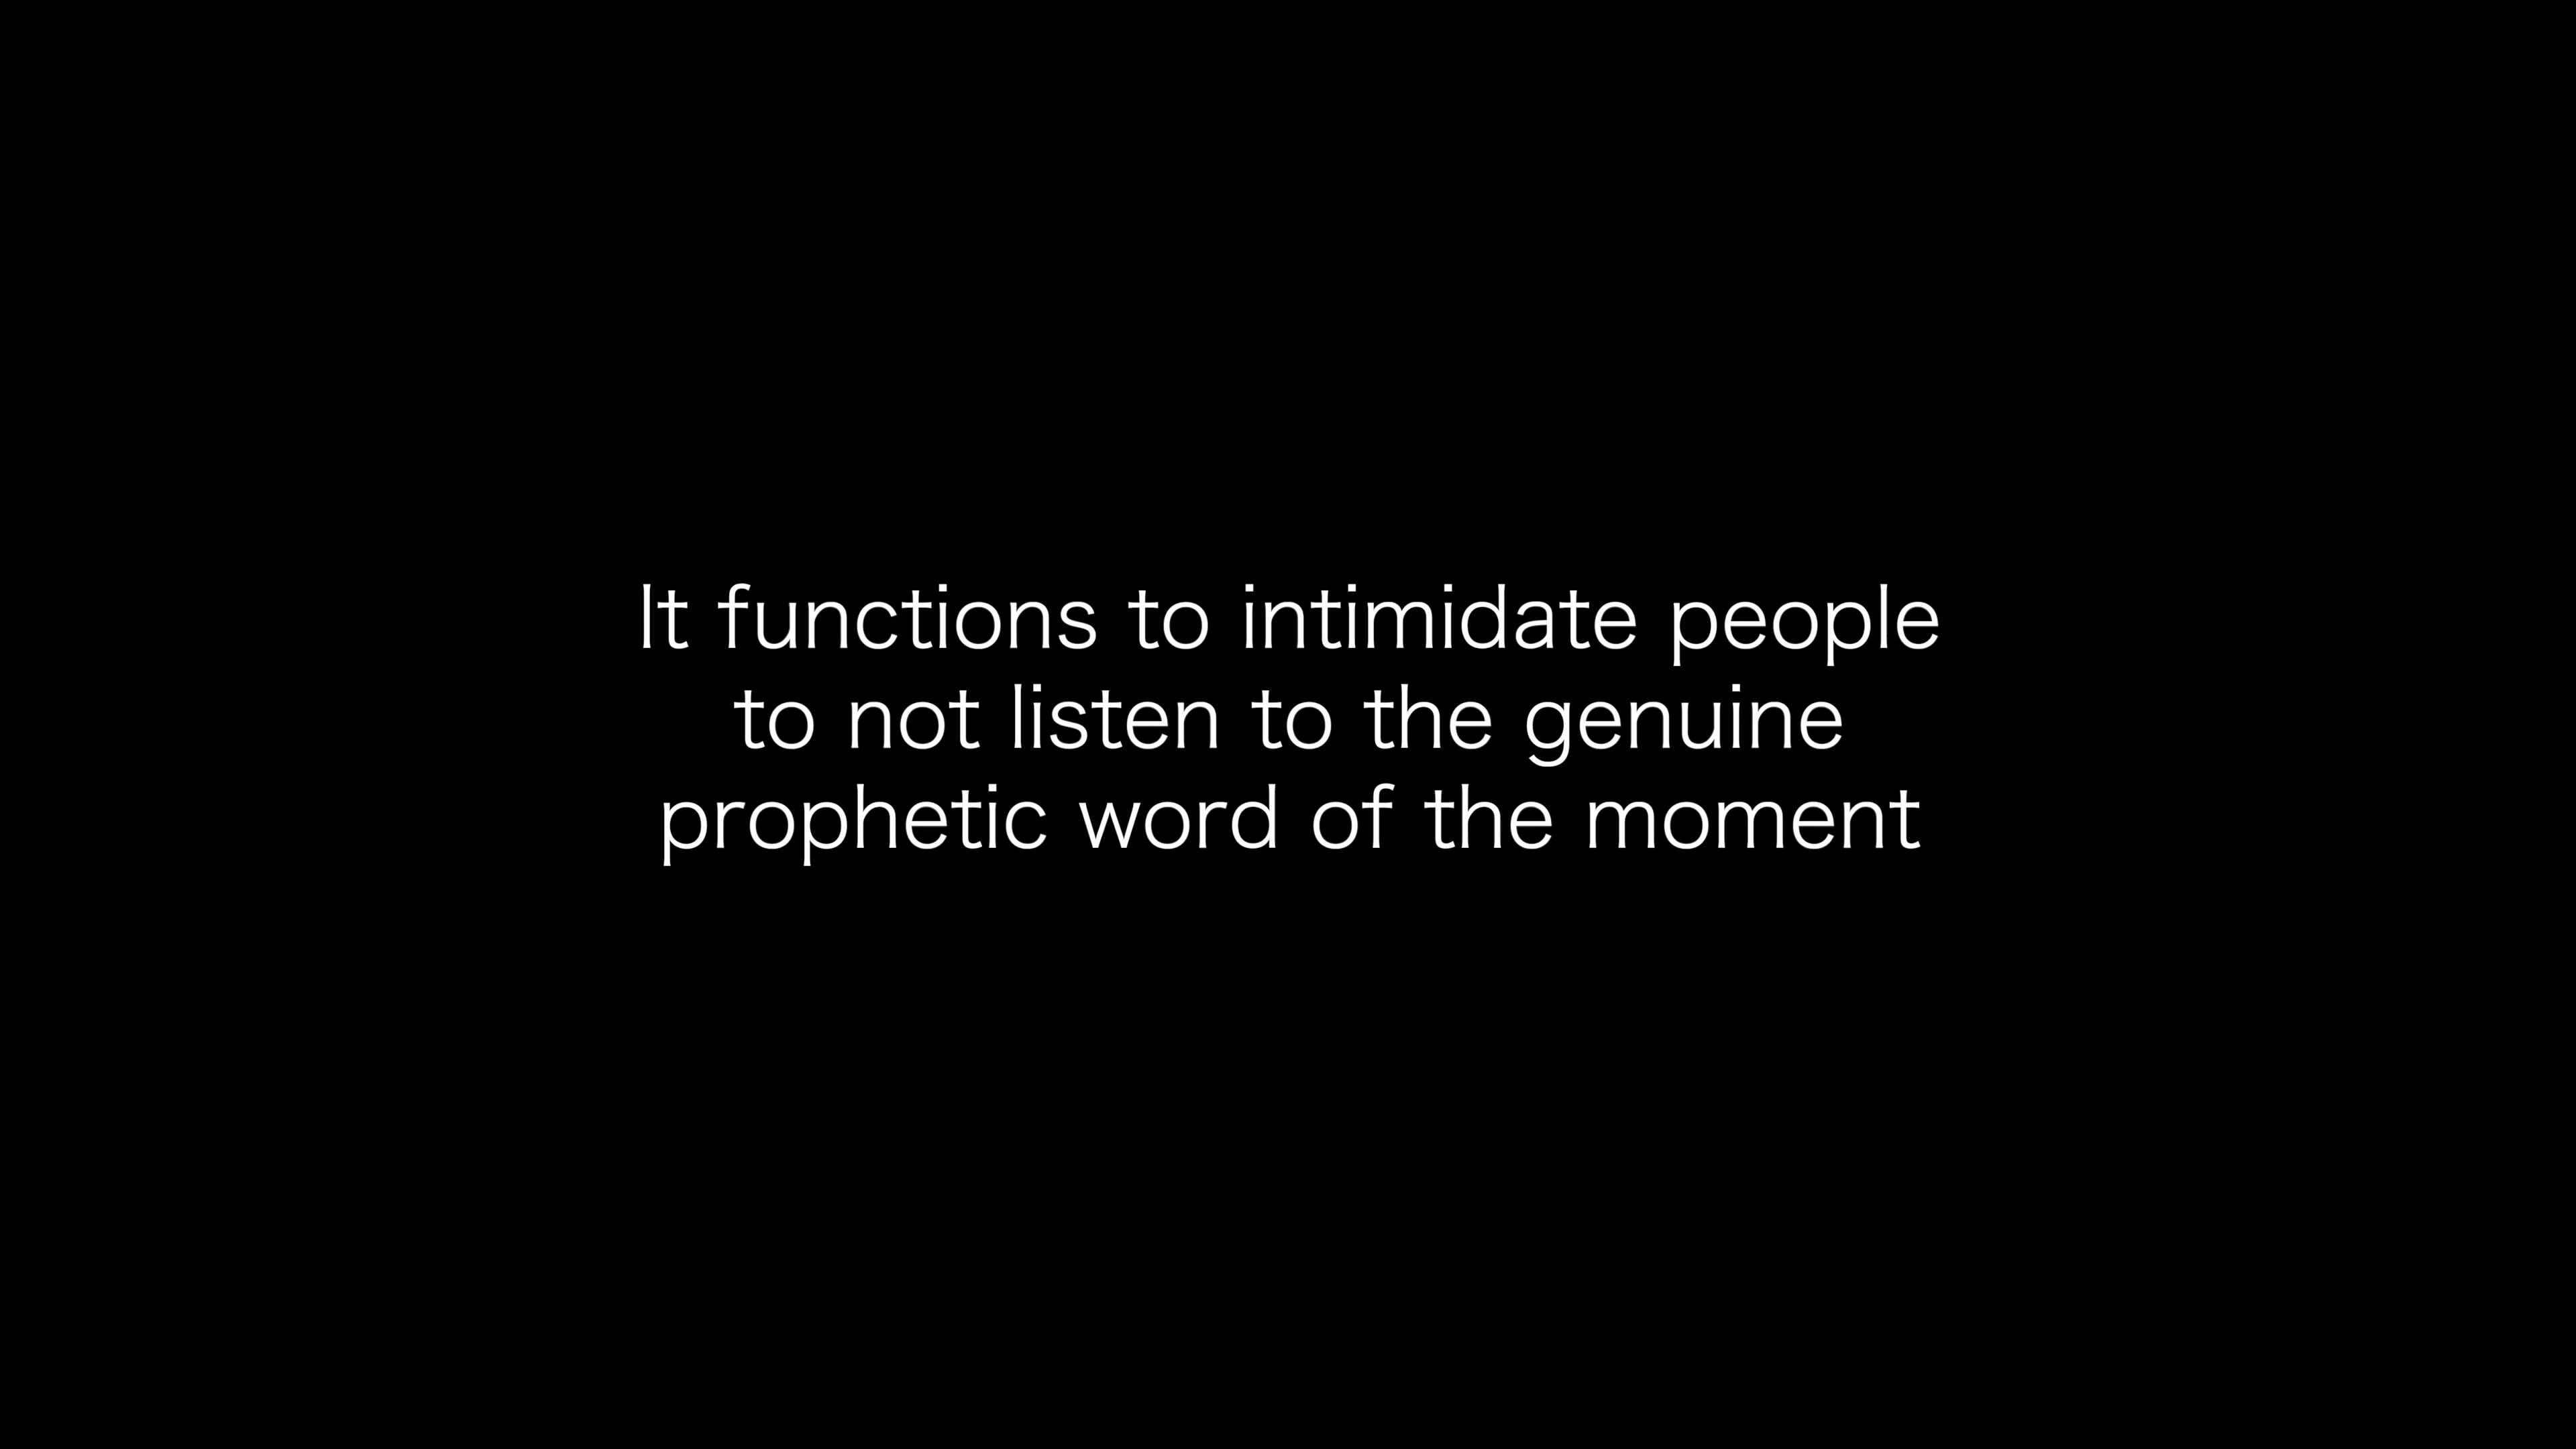 It functions to intimidate people
to not listen to the genuine
prophetic word of the moment